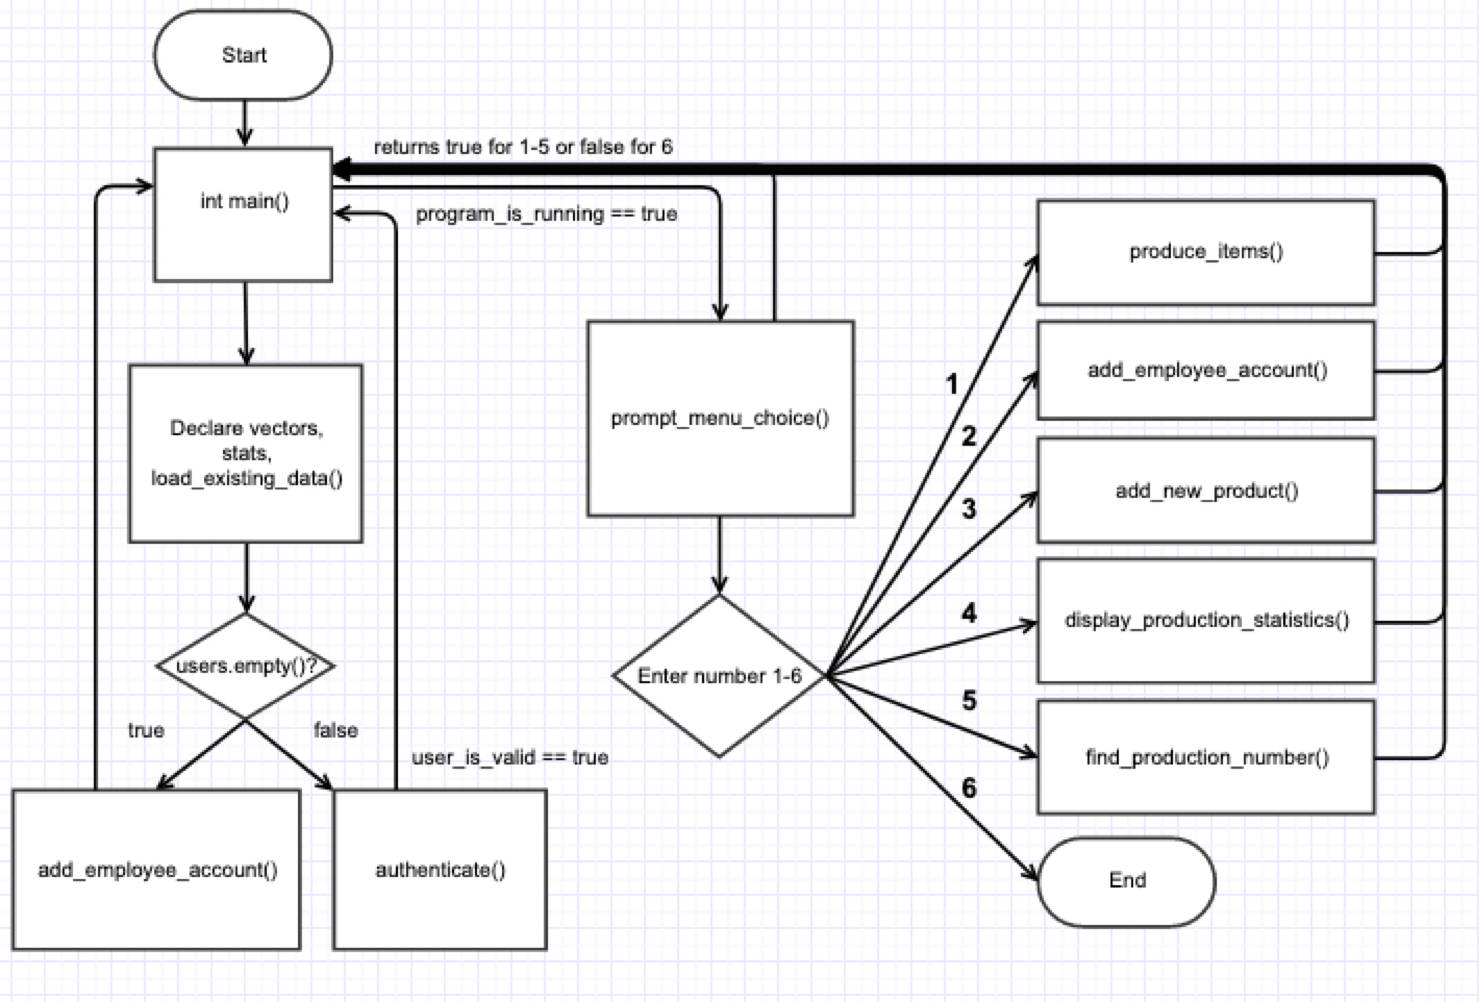 Start
returns true for 1-5 or false for 6
int main()
program_is_running == true
Declare vectors,
stats,
load_existing_data()
users.empty()?
true
false
user_is_valid == true
add_employee_account()
authenticate()
prompt_menu_choice()
Enter number 1-6
1
2
3
4
5
6
produce_items()
add_employee_account()
add_new_product()
display_production_statistics()
find_production_number()
End